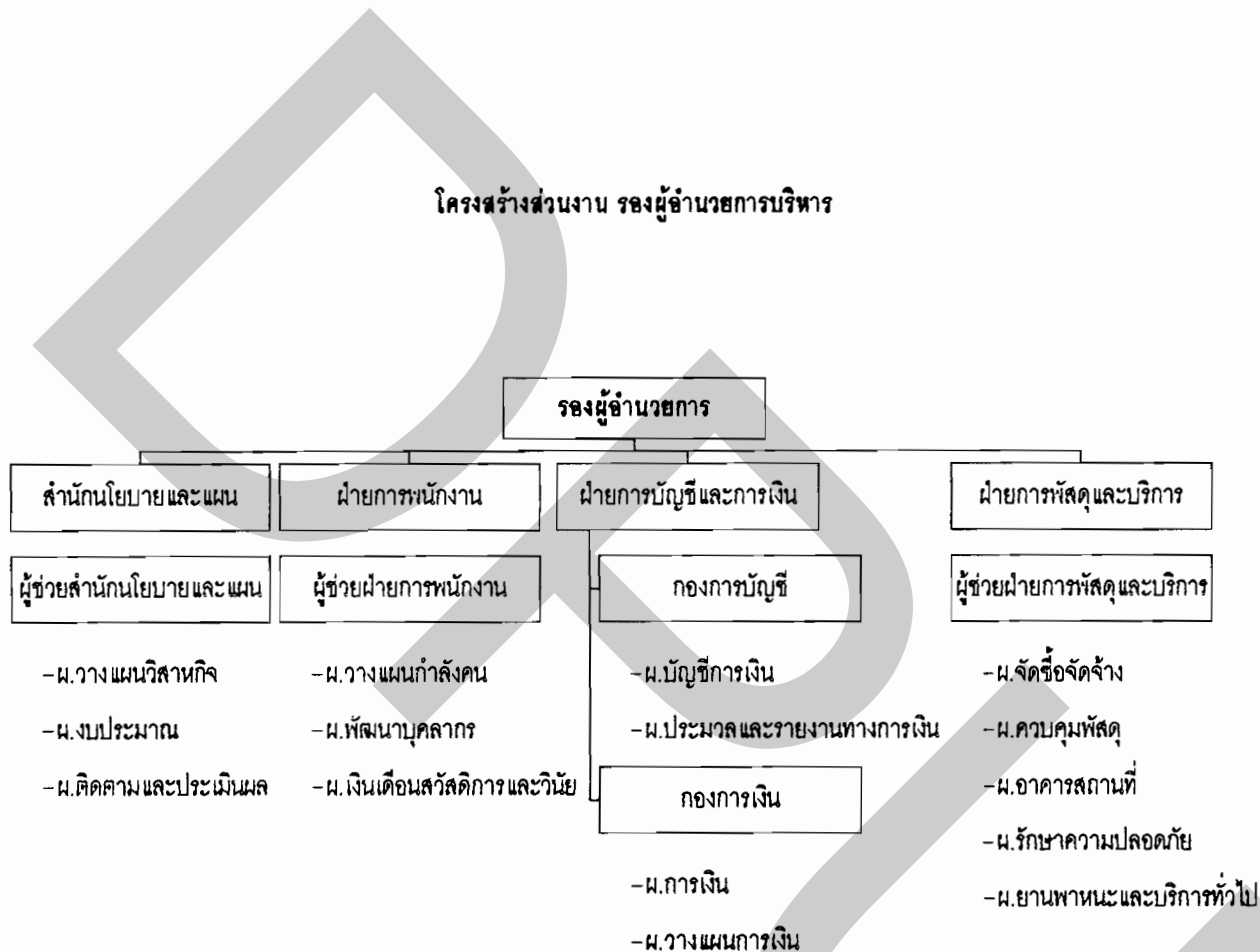 โครงสร้างส่วนงาน รองผู้อำนวยการบริหาร
รองผู้อำนวยการ
สำนักนโยบายและแผน
ฝ่ายการพนักงาน
ฝ่ายการบัญชีและการเงิน
ฝ่ายการพัสดุและบริการ
ผู้ช่วยสำนักนโยบายและแผน
ผู้ช่วยฝ่ายการพนักงาน
กองการบัญชี
ผู้ช่วยฝ่ายการพัสดุและบริการ
-ผ.วางแผนวิสาหกิจ
-ผ.งบประมาณ
-ผ.ติดตามและประเมินผล
-ผ.วางแผนกำลังคน
-ผ.พัฒนาบุคลากร
-ผ.เงินเดือนสวัสดิการและวินัย
-ผ.บัญชีการเงิน
-ผ.ประมวลและรายงานทางการเงิน
กองการเงิน
-ผ.การเงิน
-ผ.วางแผนการเงิน
-ผ.จัดซื้อจัดจ้าง
-ผ.ควบคุมพัสดุ
-ผ.อาคารสถานที่
-ผ.รักษาความปลอดภัย
-ผ.ยานพาหนะและบริการทั่วไป